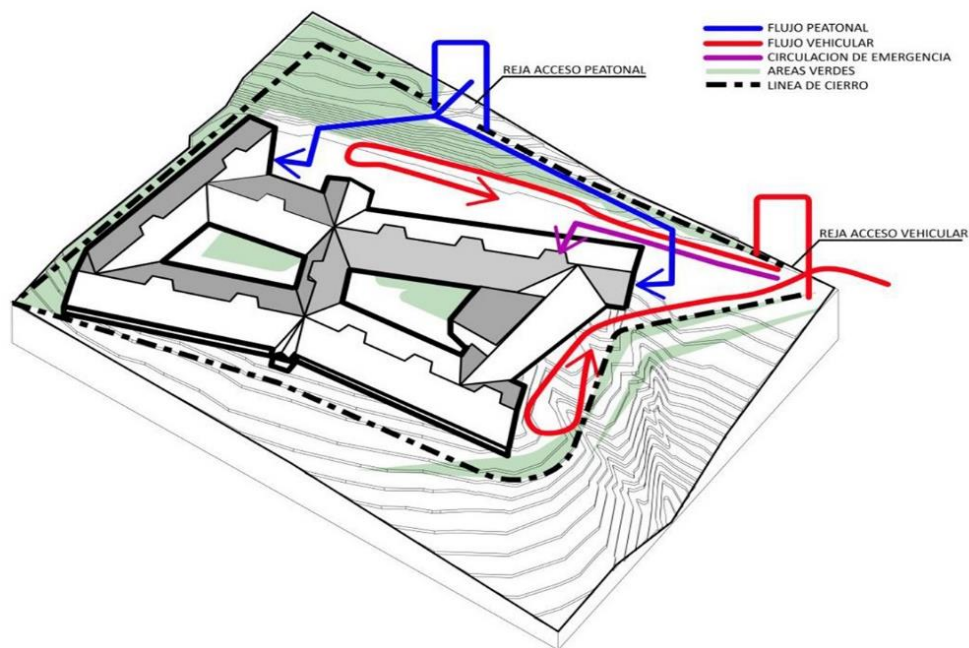 FLUJO PEATONAL
FLUJO VEHICULAR
CIRCULACION DE EMERGENCIA
AREAS VERDES
LINEA DE CIERRO
REJA ACCESO PEATONAL
REJA ACCESO VEHICULAR